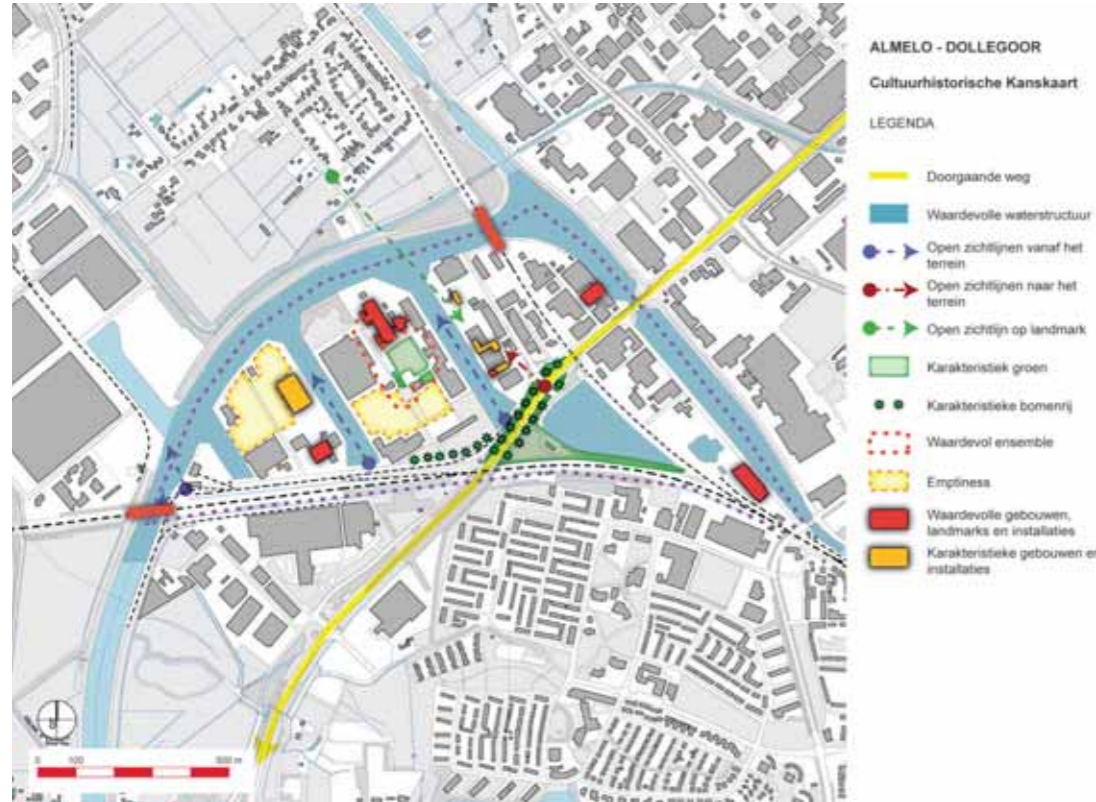 ALMELO - DOLLEGOOR
Cultuurhistorische Kanskaart
LEGENDA
Doorgaande weg
Waardevolle waterstructuur
Open zichtlijnen vanaf het
terrein
Open zichtlijnen naar het
terrein
Open zichtlijn op landmark
Karakteristiek groen
Karakteristieke bomenrij
Waardevol ensemble
Emptiness
Waardevolle gebouwen,
landmarks en installaties
Karakteristieke gebouwen en
installaties
0 100 500 m